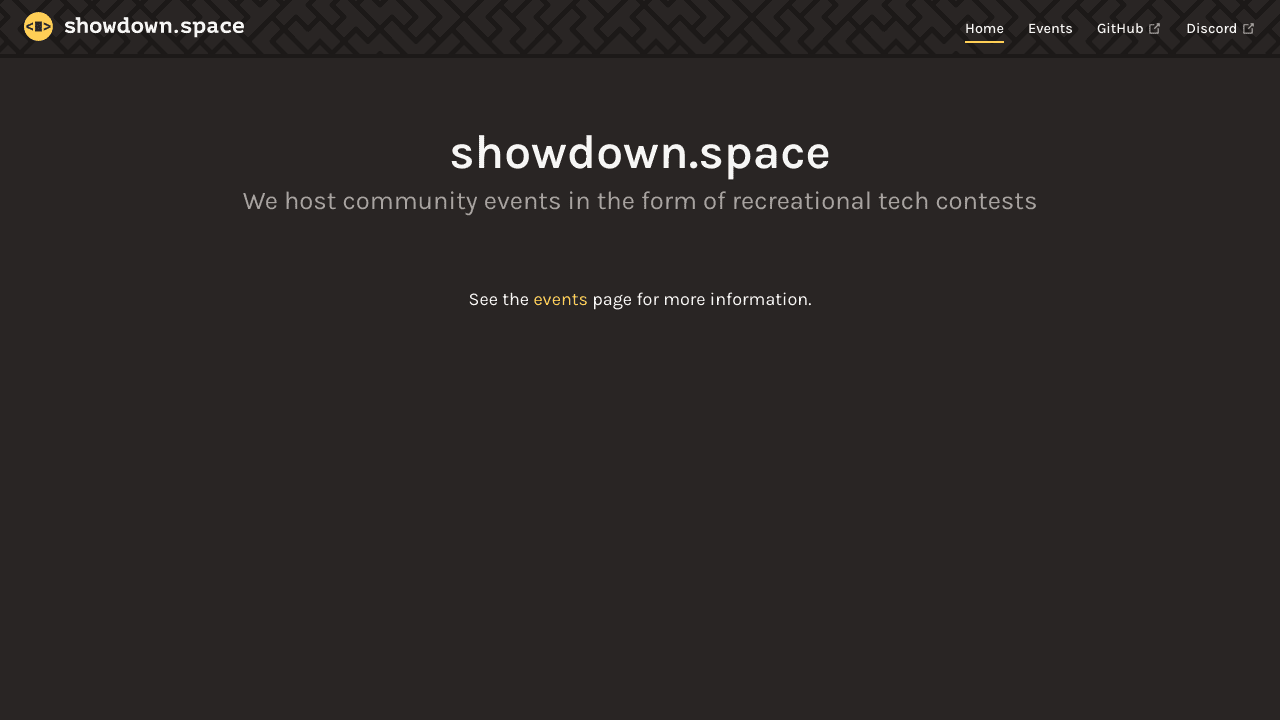 showdown.space
Home Events GitHub Discord
showdown.space
We host community events in the form of recreational tech contests
See the events page for more information.